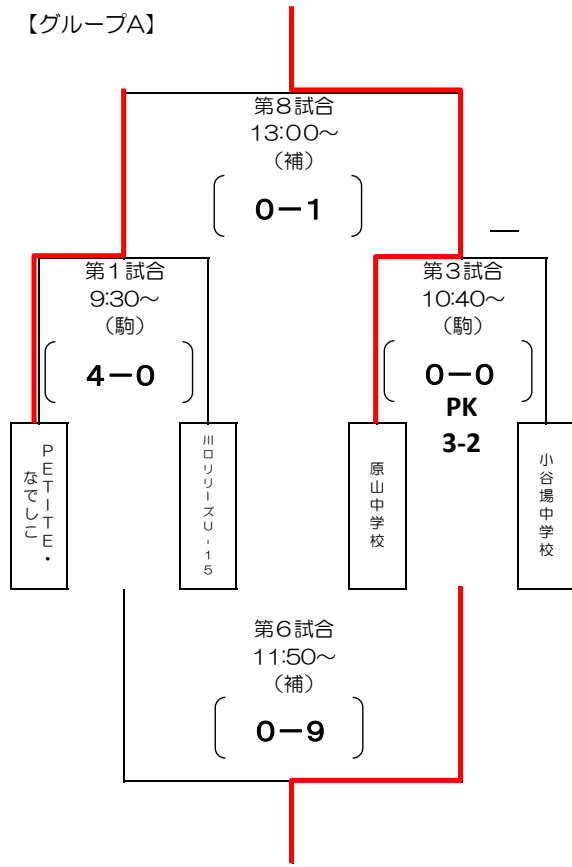 【グループA】
第8試合
13:00～
（補）
0－1
第1試合
9:30～
（駒）
4－0
第3試合
10:40～
（駒）
0－0
PK
3-2
PETITE・
なでしこ
川口リリーズU-15
原山中学校
小谷場中学校
第6試合
11:50～
（補）
0－9